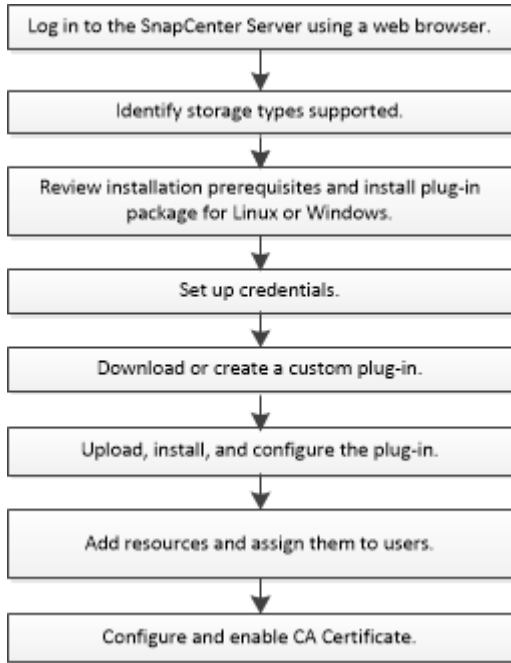 Log in to the SnapCenter Server using a web browser.
Identify storage types supported.
Review installation prerequisites and install plug-in
package for Linux or Windows.
Set up credentials.
Download or create a custom plug-in.
Upload, install, and configure the plug-in.
Add resources and assign them to users.
Configure and enable CA Certificate.